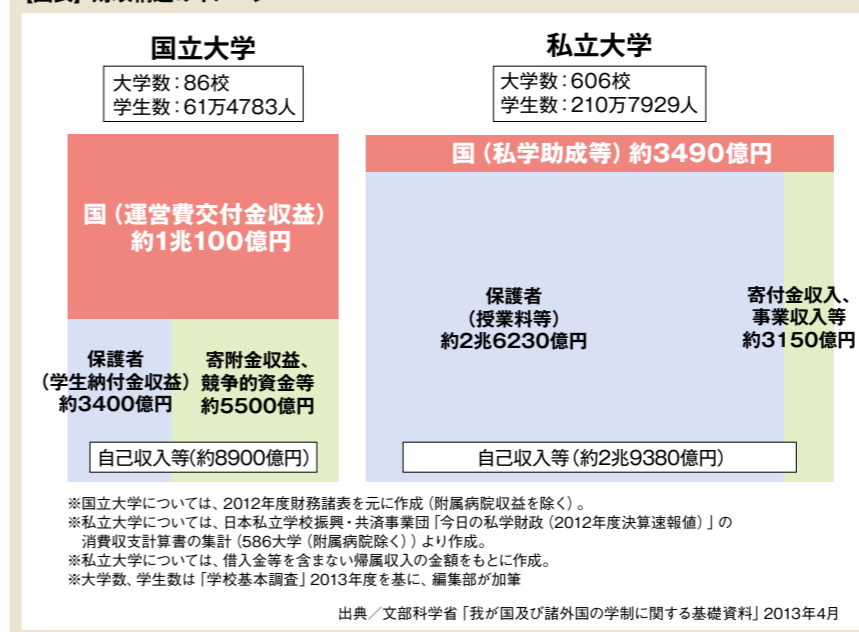 国立大学
大学数：86校
学生数：61万4783人
国（運営費交付金収益）
約1兆100億円
保護者
（学生納付金収益）
約3400億円
寄附金収益、
競争的資金等
約5500億円
自己収入等（約8900億円）
私立大学
大学数：606校
学生数：210万7929人
国（私学助成等）約3490億円
保護者
（授業料等）
約2兆6230億円
寄付金収入、
事業収入等
約3150億円
自己収入等（約2兆9380億円）
※国立大学については、2012年度財務諸表を元に作成（附属病院収益を除く）。
※私立大学については、日本私立学校振興・共済事業団「今日の私学財政（2012年度決算速報値）」の
消費収支計算書の集計（586大学（附属病院除く））より作成。
※私立大学については、借入金等を含まない帰属収入の金額をもとに作成。
※大学数、学生数は「学校基本調査」2013年度を基に、編集部が加筆
出典／文部科学省「我が国及び諸外国の学制に関する基礎資料」2013年4月